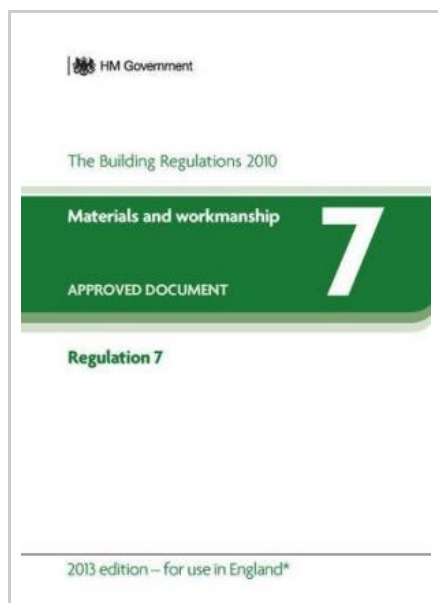 HM Government
The Building Regulations 2010
Materials and workmanship
7
APPROVED DOCUMENT
Regulation 7
2013 edition – for use in England*